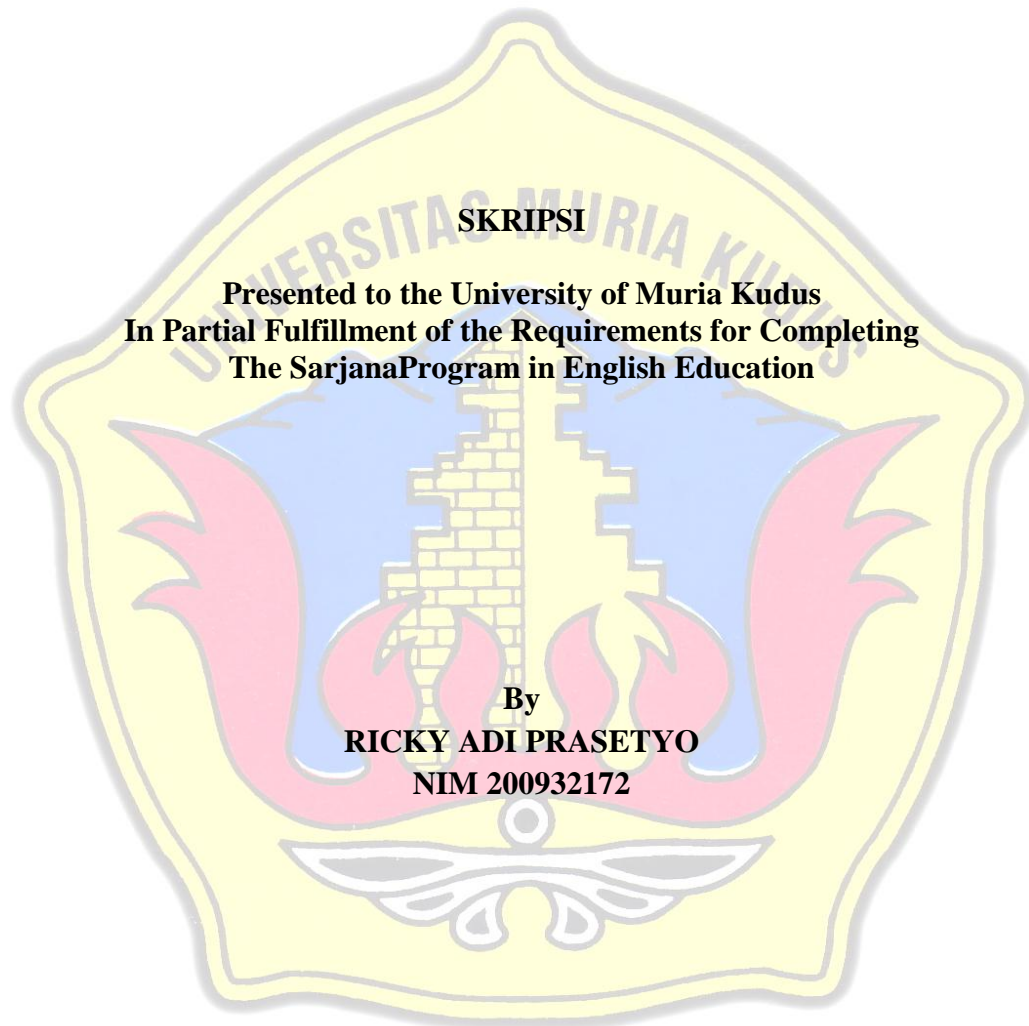 UNIVERSITAS MURIA KUDUS
SKRIPSI
Presented to the University of Muria Kudus
In Partial Fulfillment of the Requirements for Completing
The SarjanaProgram in English Education
By
RICKY ADI PRASETYO
NIM 200932172